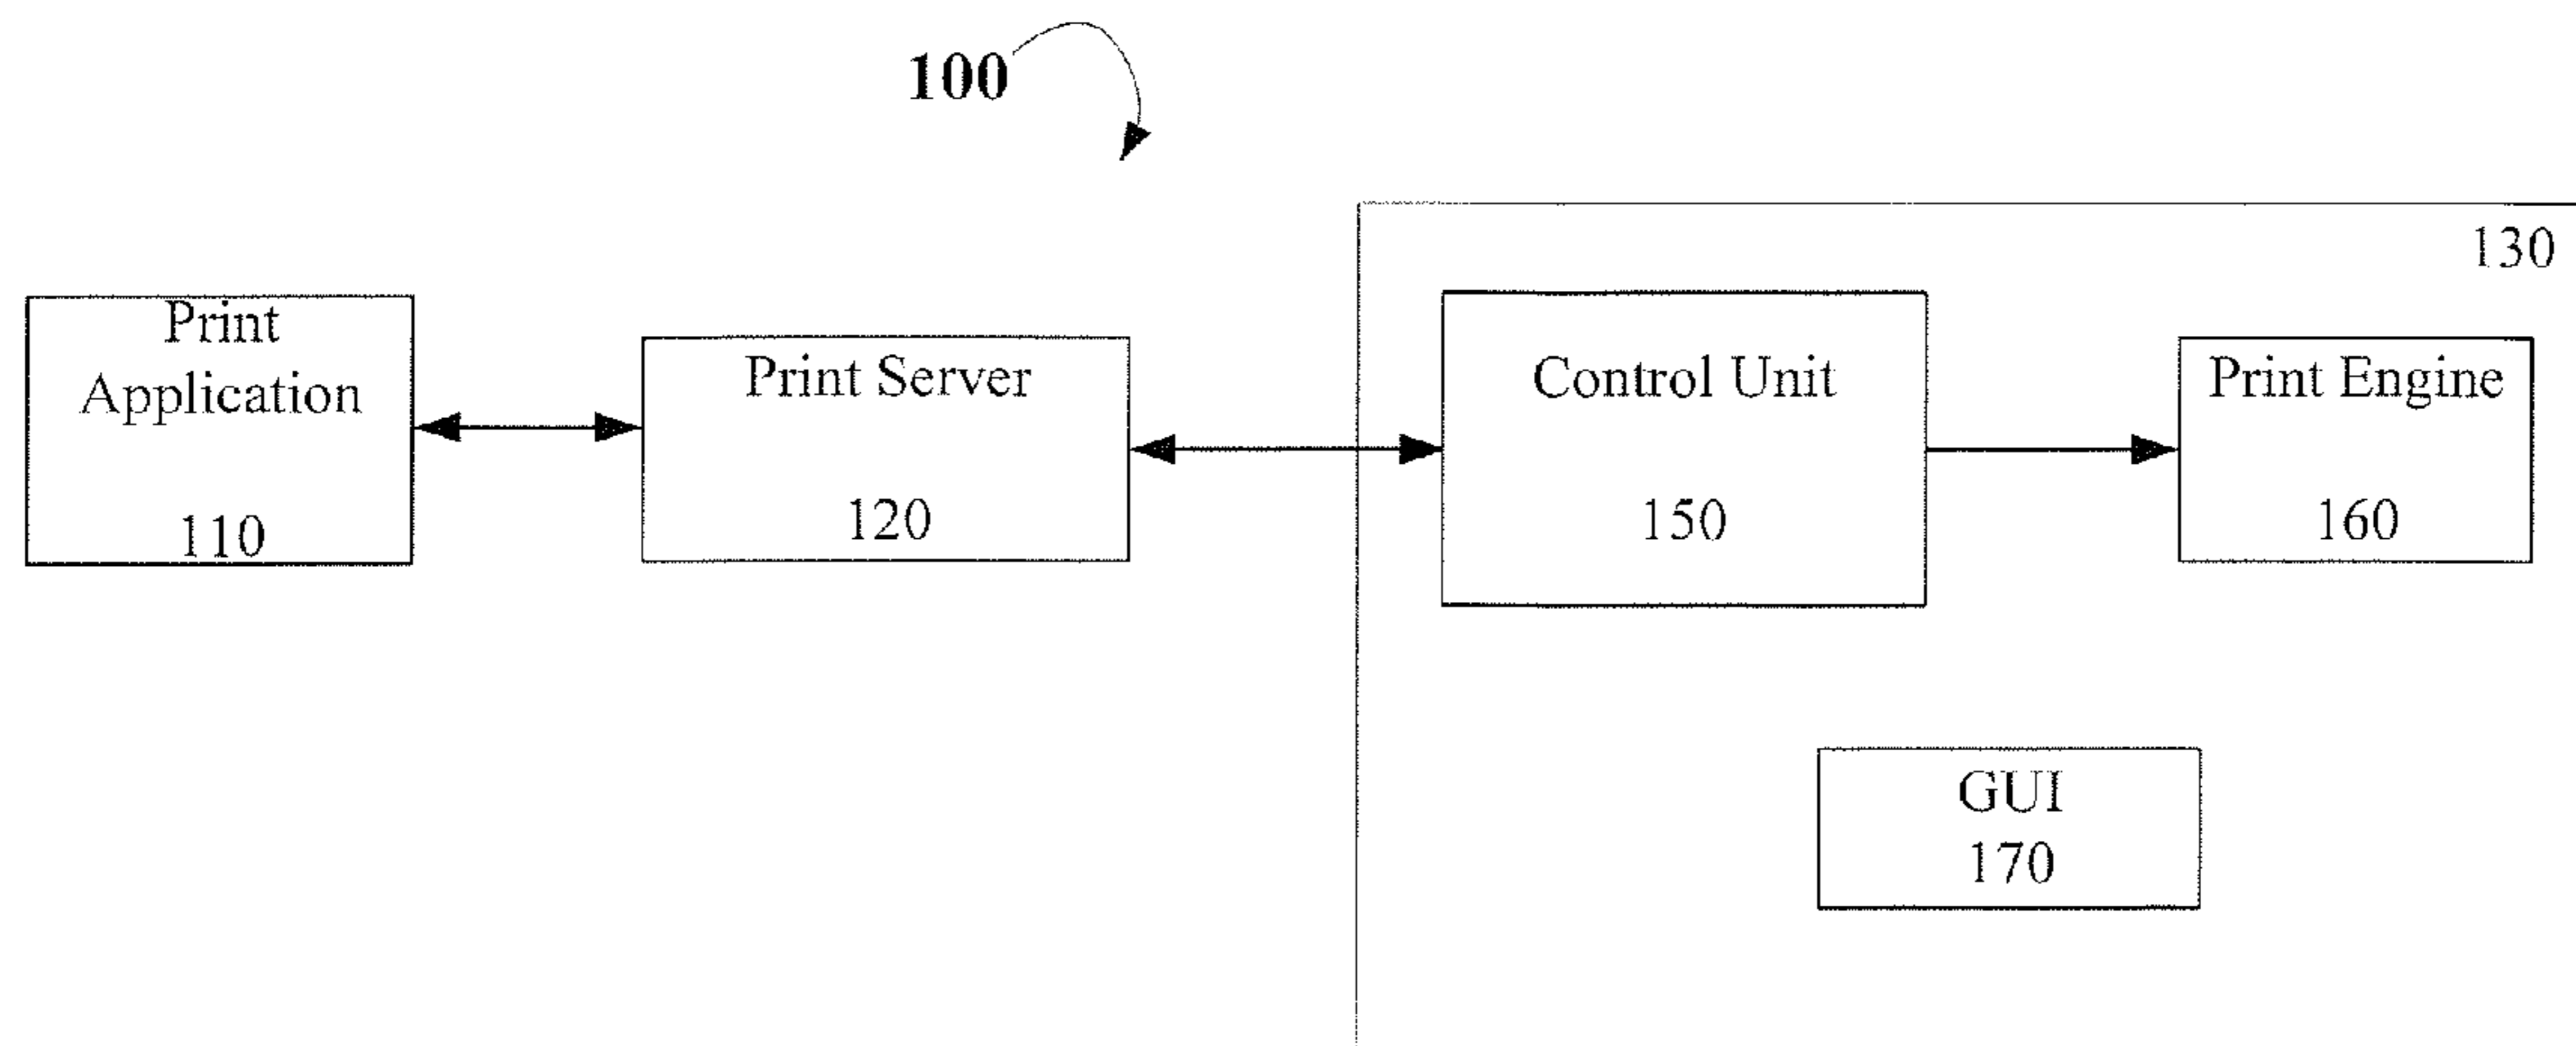 100
130
Print
Application
110
Print Server
120
Control Unit
150
Print Engine
160
GUI
170